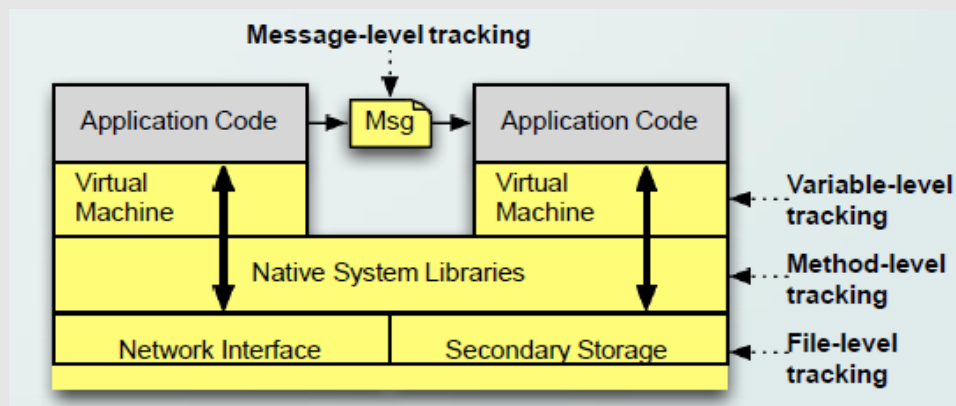 Message-level tracking
Application Code
Msg
Application Code
Virtual
Machine
Virtual
Machine
Variable-level
tracking
Native System Libraries
Method-level
tracking
Network Interface
Secondary Storage
File-level
tracking